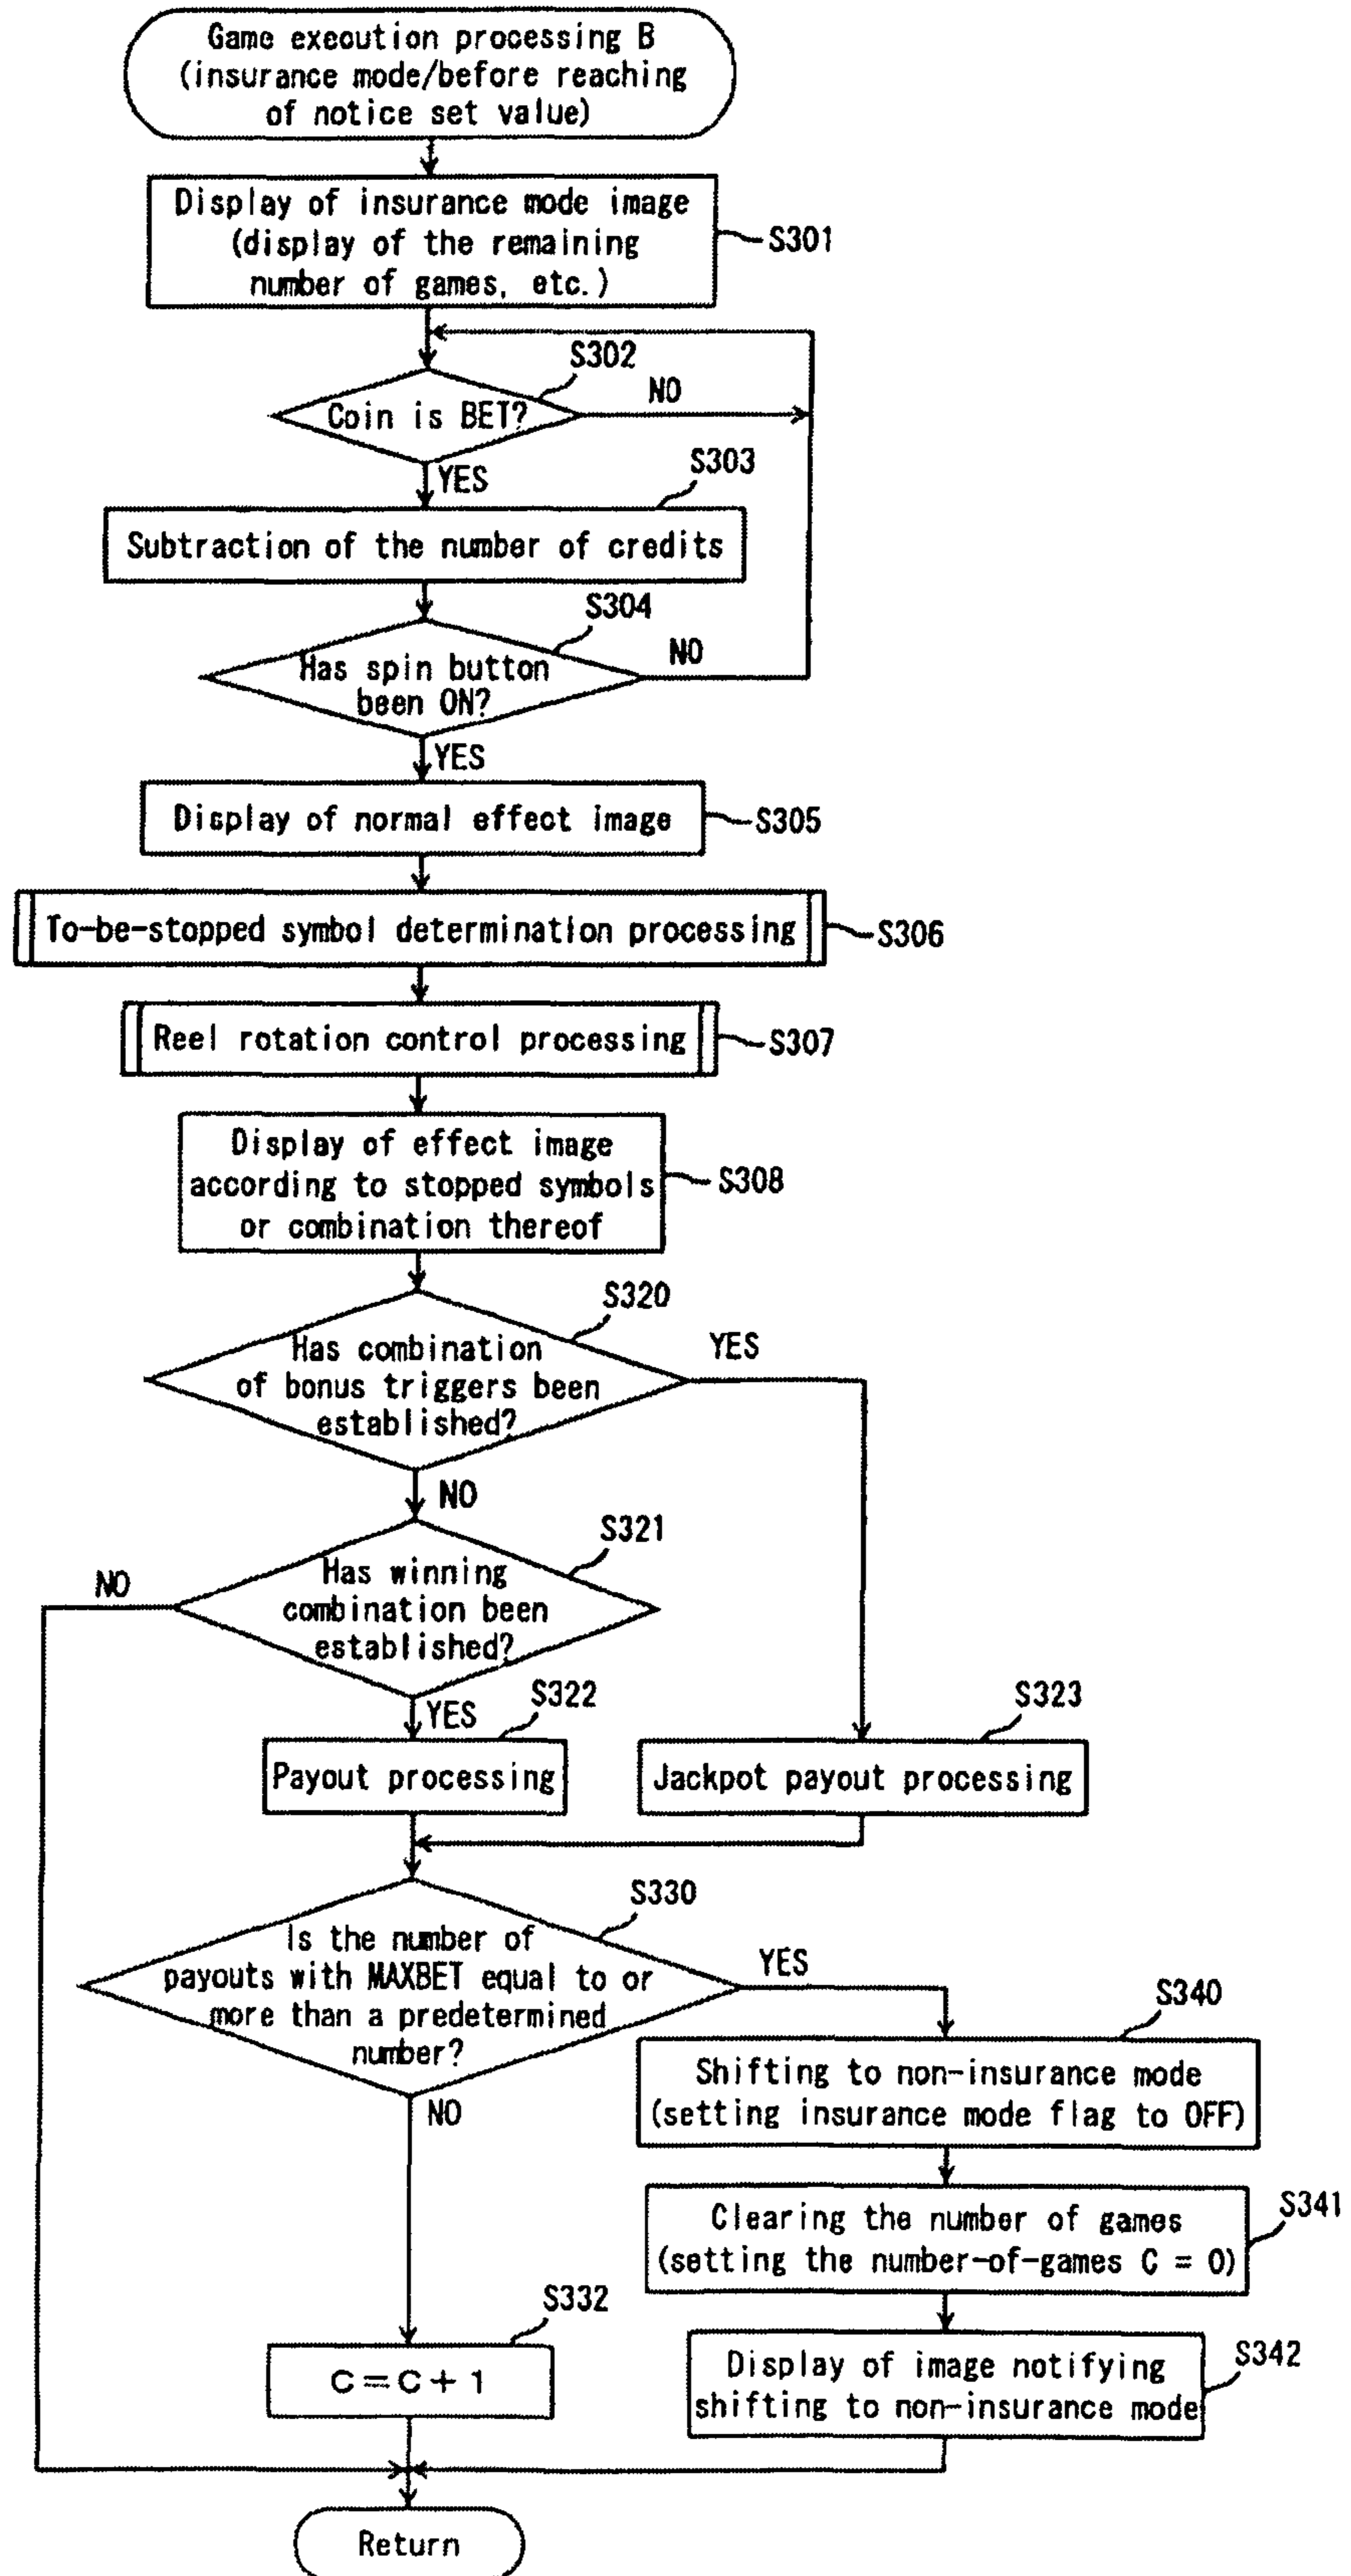 Game execution processing B
(insurance mode/before reaching
of notice set value)
Display of insurance mode image
(display of the remaining
number of games, etc.)
S301
S302
Coin is BET?
NO
YES
S303
Subtraction of the number of credits
S304
Has spin button
been ON?
NO
YES
Display of normal effect image
S305
To-be-stopped symbol determination processing
S306
Reel rotation control processing
S307
Display of effect image
according to stopped symbols
or combination thereof
S308
S320
Has combination
of bonus triggers been
established?
YES
NO
S321
Has winning
combination been
established?
NO
YES
S322
Payout processing
S323
Jackpot payout processing
S330
Is the number of
payouts with MAXBET equal to or
more than a predetermined
number?
YES
NO
S340
Shifting to non-insurance mode
(setting insurance mode flag to OFF)
S341
Clearing the number of games
(setting the number-of-games C = 0)
S332
C=C+1
S342
Display of image notifying
shifting to non-insurance mode
Return